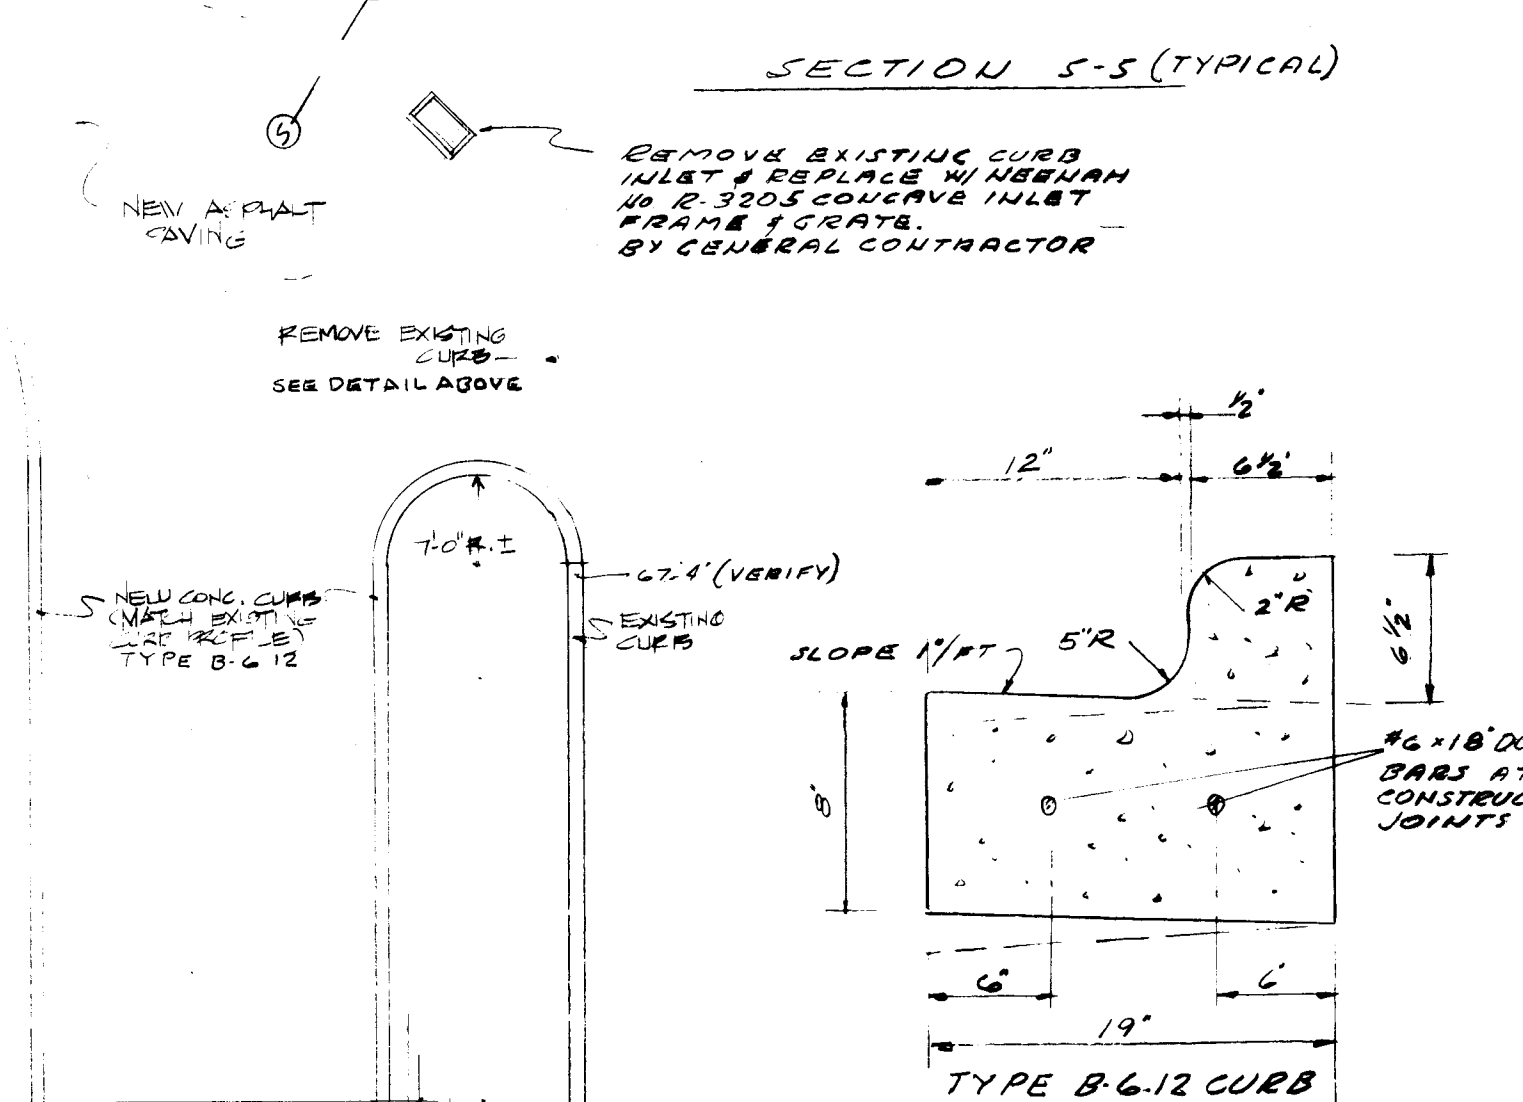 SECTION 5-5 (TYPICAL)
5
REMOVE EXISTING CURB
INLET & REPLACE W/ NEENAH
NO R-3205 CONCAVE INLET
FRAME & GRATE.
BY GENERAL CONTRACTOR
NEW ASPHALT
PAVING
REMOVE EXISTING
CURB
SEE DETAIL ABOVE
7'-0" R. ±
67.4' (VERIFY)
EXISTING
CURB
NEW CONC. CURB
(MATCH EXISTING
CURB PROFILE)
TYPE B-6.12
1/2"
12"
6 1/2"
2" R
5" R
SLOPE 1"/FT
6 1/2"
8"
#6 x 18"
BARS
JOINTS
6"
6"
19"
TYPE B-6.12 CURB